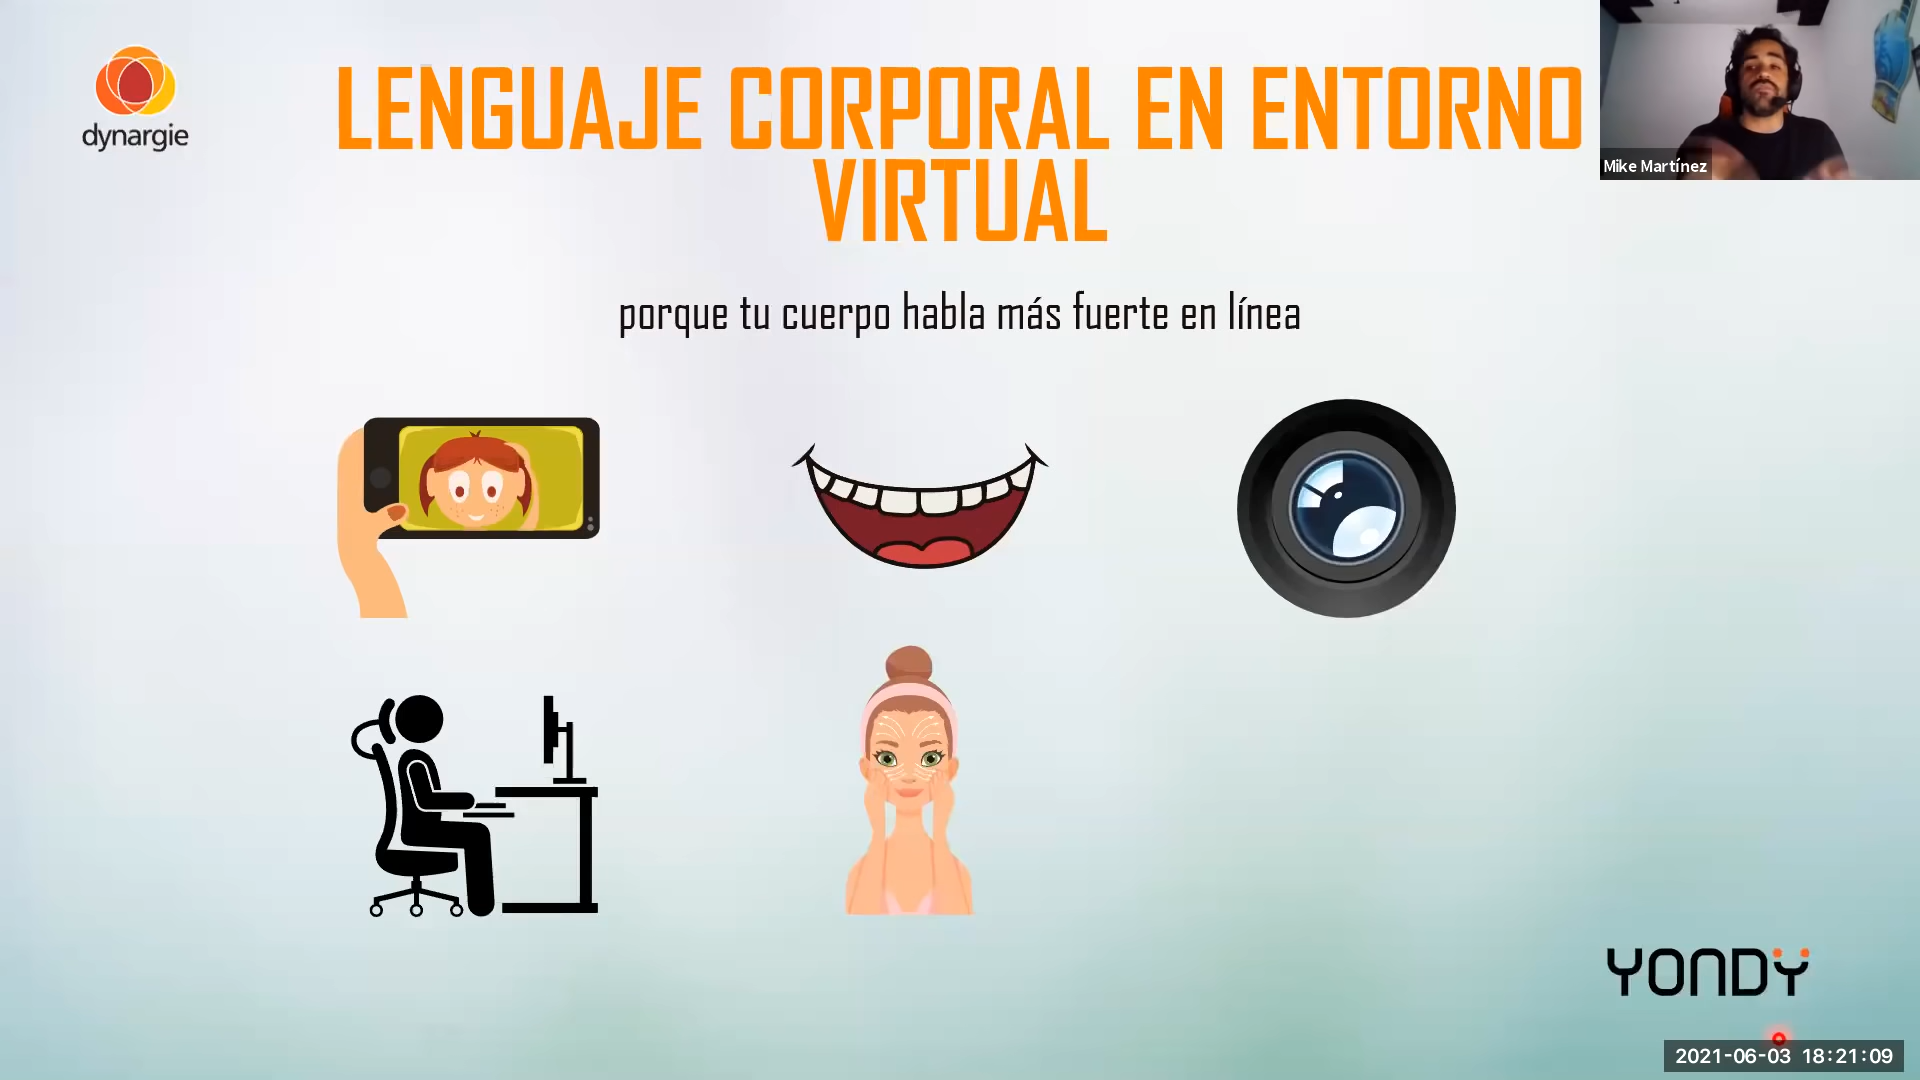 dynargie
LENGUAJE CORPORAL EN ENTORNO
VIRTUAL
Mike Martínez
porque tu cuerpo habla más fuerte en línea
YONDY
2021-06-03 18:21:09